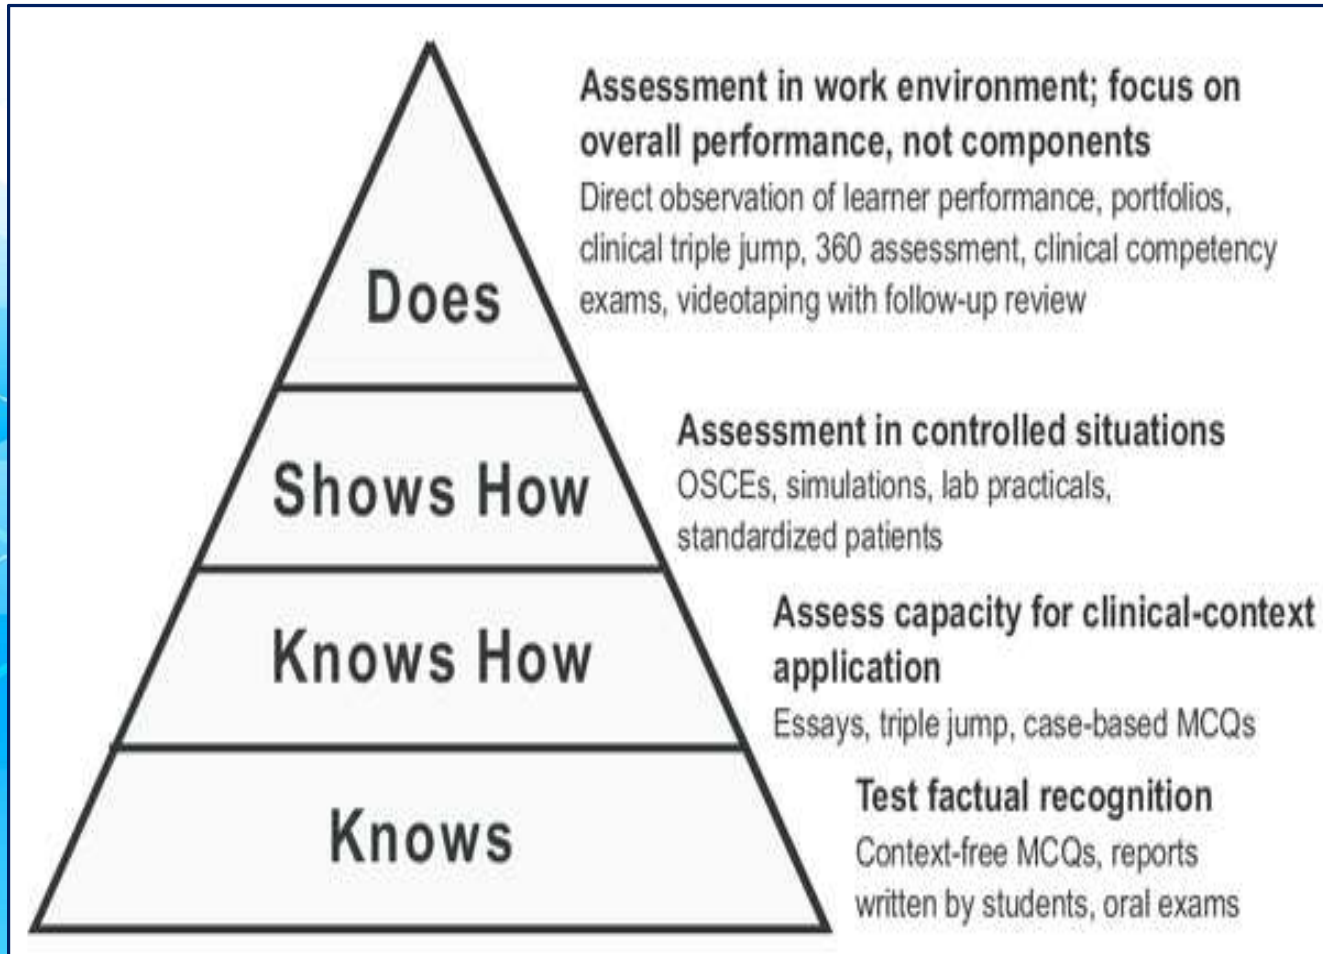 Assessment in work environment; focus on
overall performance, not components
Direct observation of learner performance, portfolios,
clinical triple jump, 360 assessment, clinical competency
exams, videotaping with follow-up review
Does
Assessment in controlled situations
OSCEs, simulations, lab practicals,
standardized patients
Shows How
Assess capacity for clinical-context
application
Essays, triple jump, case-based MCQs
Knows How
Test factual recognition
Context-free MCQs, reports
written by students, oral exams
Knows